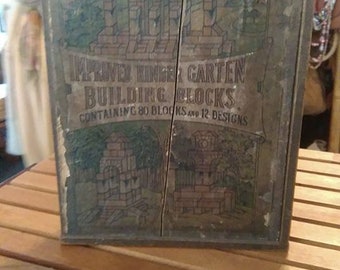 IMPROVED KINDER GARTEN
BUILDING BLOCKS
CONTAINING 80 BLOCKS AND 12 DESIGNS